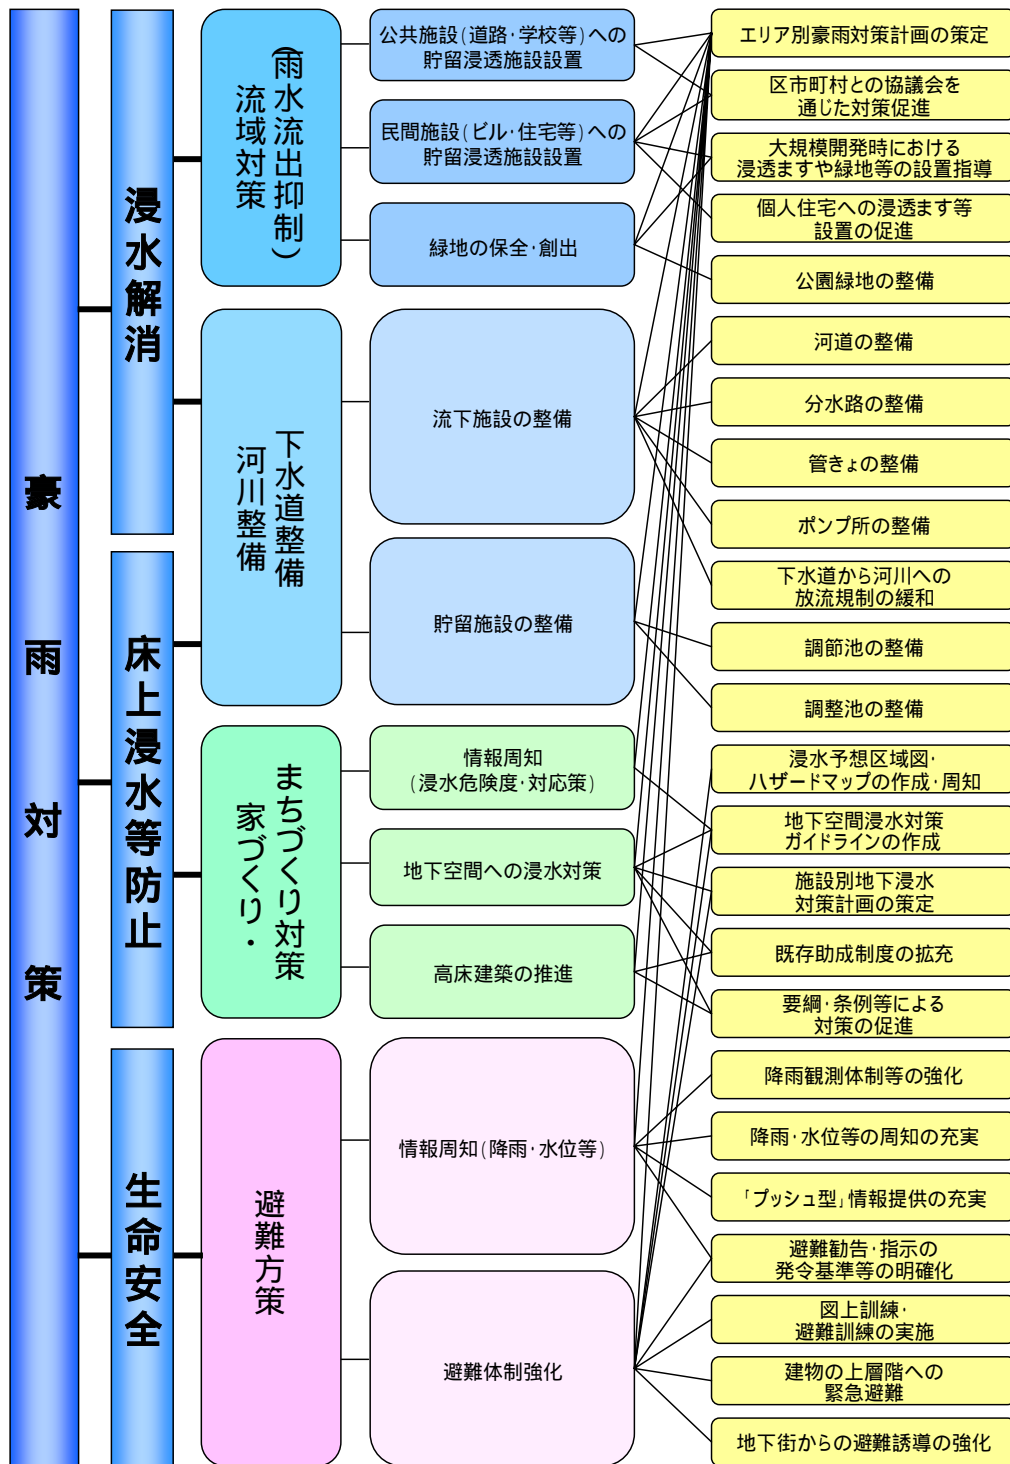 豪雨対策
浸水解消
床上浸水等防止
生命安全
流域対策
(雨水流出抑制)
河川整備
下水道整備
家づくり・
まちづくり対策
避難方策
公共施設(道路・学校等)への
貯留浸透施設設置
民間施設(ビル・住宅等)への
貯留浸透施設設置
緑地の保全・創出
流下施設の整備
貯留施設の整備
情報周知
(浸水危険度・対応策)
地下空間への浸水対策
高床建築の推進
情報周知(降雨・水位等)
避難体制強化
エリア別豪雨対策計画の策定
区市町村との協議会を
通じた対策促進
大規模開発時における
浸透ますや緑地等の設置指導
個人住宅への浸透ます等
設置の促進
公園緑地の整備
河道の整備
分水路の整備
管きょの整備
ポンプ所の整備
下水道から河川への
放流規制の緩和
調節池の整備
調整池の整備
浸水予想区域図・
ハザードマップの作成・周知
地下空間浸水対策
ガイドラインの作成
施設別地下浸水
対策計画の策定
既存助成制度の拡充
要綱・条例等による
対策の促進
降雨観測体制等の強化
降雨・水位等の周知の充実
「プッシュ型」情報提供の充実
避難勧告・指示の
発令基準等の明確化
図上訓練・
避難訓練の実施
建物の上層階への
緊急避難
地下街からの避難誘導の強化